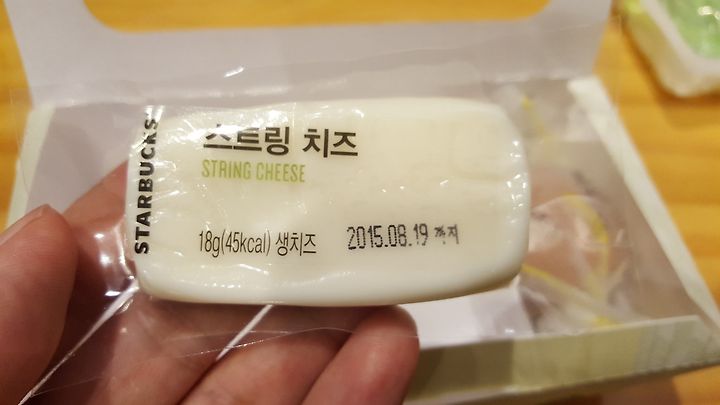 STARBUCKS
스트링 치즈
STRING CHEESE
18g(45kcal) 생치즈
2015.08.19 까지